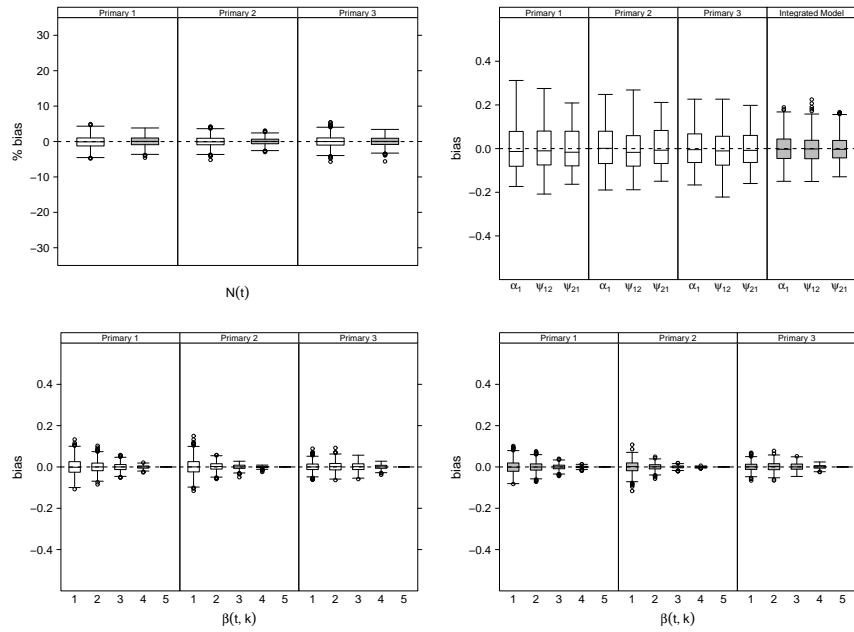 Primary 1 Primary 2 Primary 3
30
20
10
0
−10
−20
−30
% bias
N(t)
Primary 1 Primary 2 Primary 3 Integrated Model
0.4
0.2
0.0
−0.2
−0.4
bias
α1 ψ12 ψ21 α1 ψ12 ψ21 α1 ψ12 ψ21 α1 ψ12 ψ21
Primary 1 Primary 2 Primary 3
0.4
0.2
0.0
−0.2
−0.4
bias
1 2 3 4 5 1 2 3 4 5 1 2 3 4 5
β(t, k)
Primary 1 Primary 2 Primary 3
0.4
0.2
0.0
−0.2
−0.4
bias
1 2 3 4 5 1 2 3 4 5 1 2 3 4 5
β(t, k)